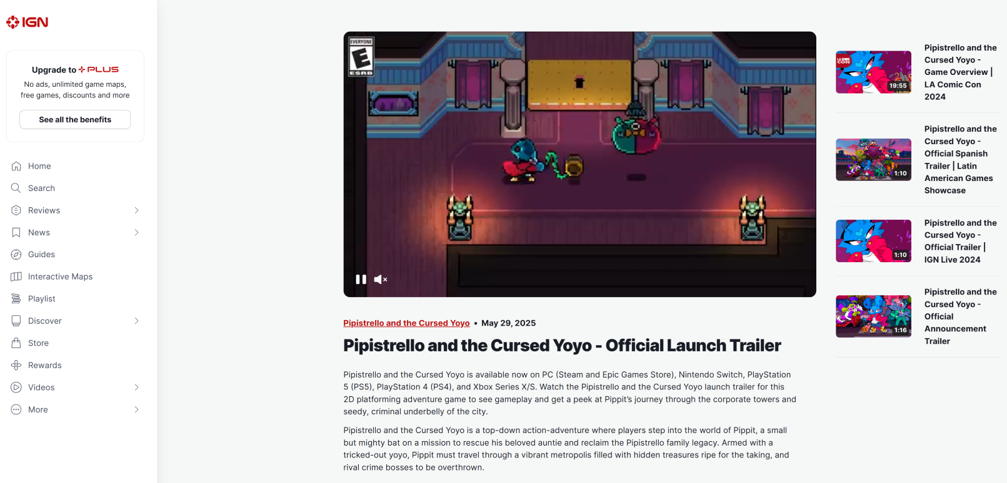 IGN
Upgrade to PLUS
No ads, unlimited game maps,
free games, discounts and more
See all the benefits
Home
Search
Reviews
News
Guides
Interactive Maps
Playlist
Discover
Store
Rewards
Videos
More
EVERYONE
E
ESRB
Pipistrello and the Cursed Yoyo • May 29, 2025
Pipistrello and the Cursed Yoyo - Official Launch Trailer
Pipistrello and the Cursed Yoyo is available now on PC (Steam and Epic Games Store), Nintendo Switch, PlayStation
5 (PS5), PlayStation 4 (PS4), and Xbox Series X/S. Watch the Pipistrello and the Cursed Yoyo launch trailer for this
2D platforming adventure game to see gameplay and get a peek at Pippit’s journey through the corporate towers and
seedy, criminal underbelly of the city.
Pipistrello and the Cursed Yoyo is a top-down action-adventure where players step into the world of Pippit, a small
but mighty bat on a mission to rescue his beloved auntie and reclaim the Pipistrello family legacy. Armed with a
tricked-out yoyo, Pippit must travel through a vibrant metropolis filled with hidden treasures ripe for the taking, and
rival crime bosses to be overthrown.
19:55
Pipistrello and the
Cursed Yoyo -
Game Overview |
LA Comic Con
2024
1:10
Pipistrello and the
Cursed Yoyo -
Official Spanish
Trailer | Latin
American Games
Showcase
1:10
Pipistrello and the
Cursed Yoyo -
Official Trailer |
IGN Live 2024
1:16
Pipistrello and the
Cursed Yoyo -
Official
Announcement
Trailer